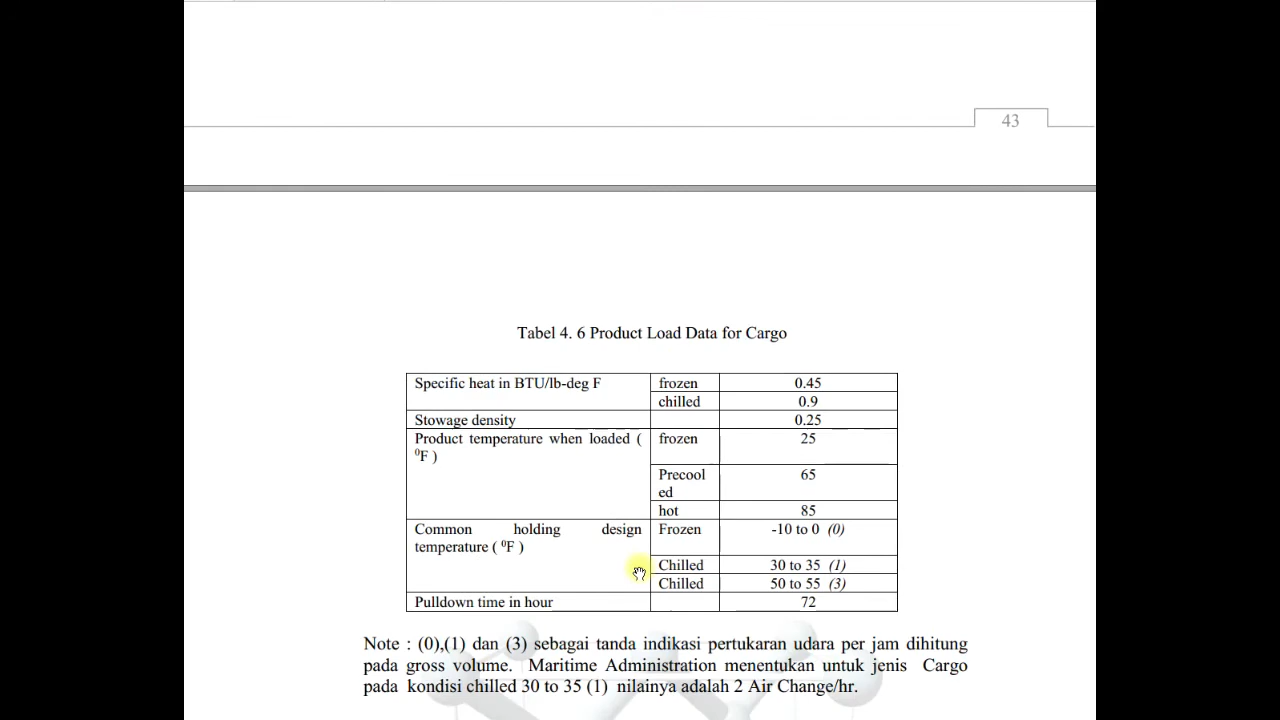 43
Tabel 4. 6 Product Load Data for Cargo
Specific heat in BTU/lb-deg F frozen 0.45
chilled 0.9
Stowage density 0.25
Product temperature when loaded ( frozen 25
⁰F )
Precool 65
ed
hot 85
Common holding design Frozen -10 to 0 (0)
temperature ( ⁰F )
Chilled 30 to 35 (1)
Chilled 50 to 55 (3)
Pulldown time in hour 72
Note : (0),(1) dan (3) sebagai tanda indikasi pertukaran udara per jam dihitung
pada gross volume. Maritime Administration menentukan untuk jenis Cargo
pada kondisi chilled 30 to 35 (1) nilainya adalah 2 Air Change/hr.